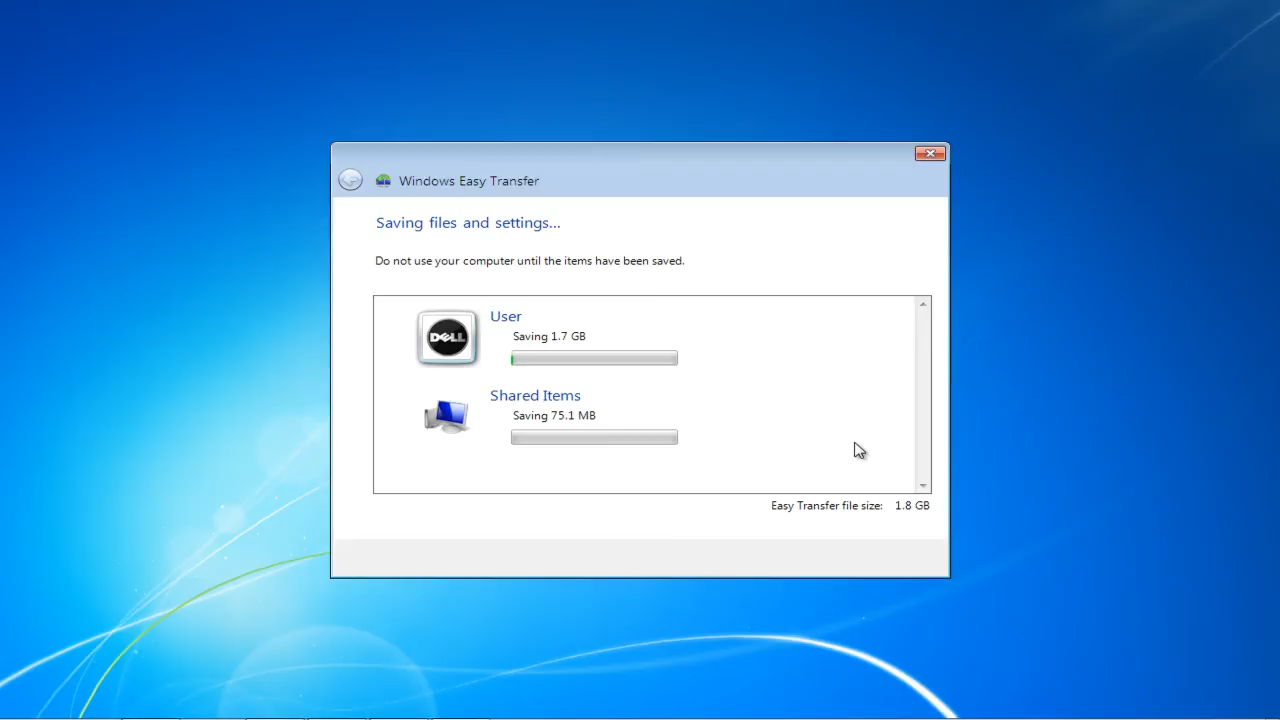 Windows Easy Transfer
Saving files and settings...
Do not use your computer until the items have been saved.
DELL
User
Saving 1.7 GB
Shared Items
Saving 75.1 MB
Easy Transfer file size: 1.8 GB